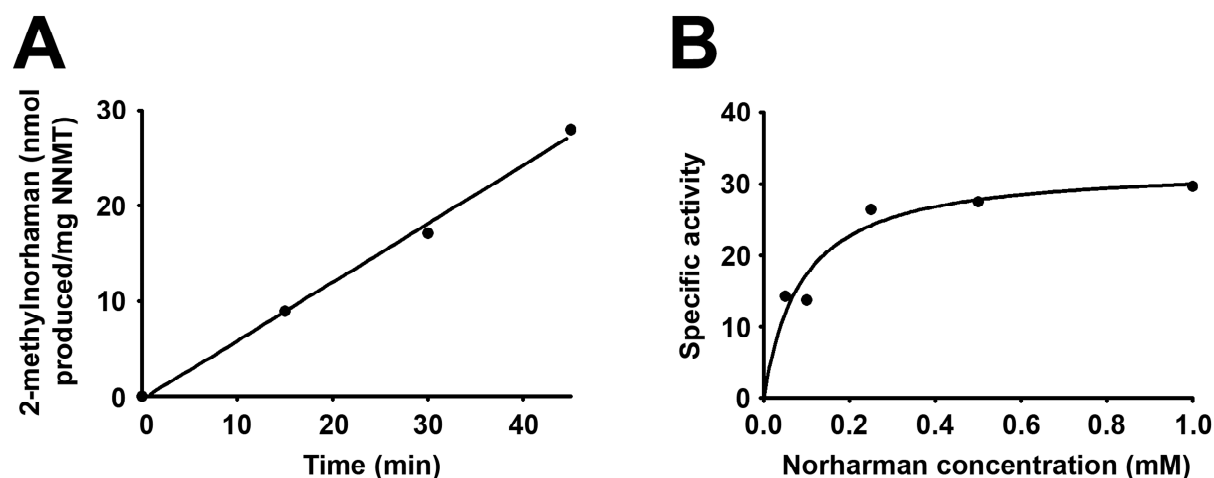 A
2-methylnorhaman (nmol
produced/mg NNMT)
30
20
10
0
0
10
20
30
40
Time (min)
B
Specific activity
40
30
20
10
0
0.0
0.2
0.4
0.6
0.8
1.0
Norharman concentration (mM)